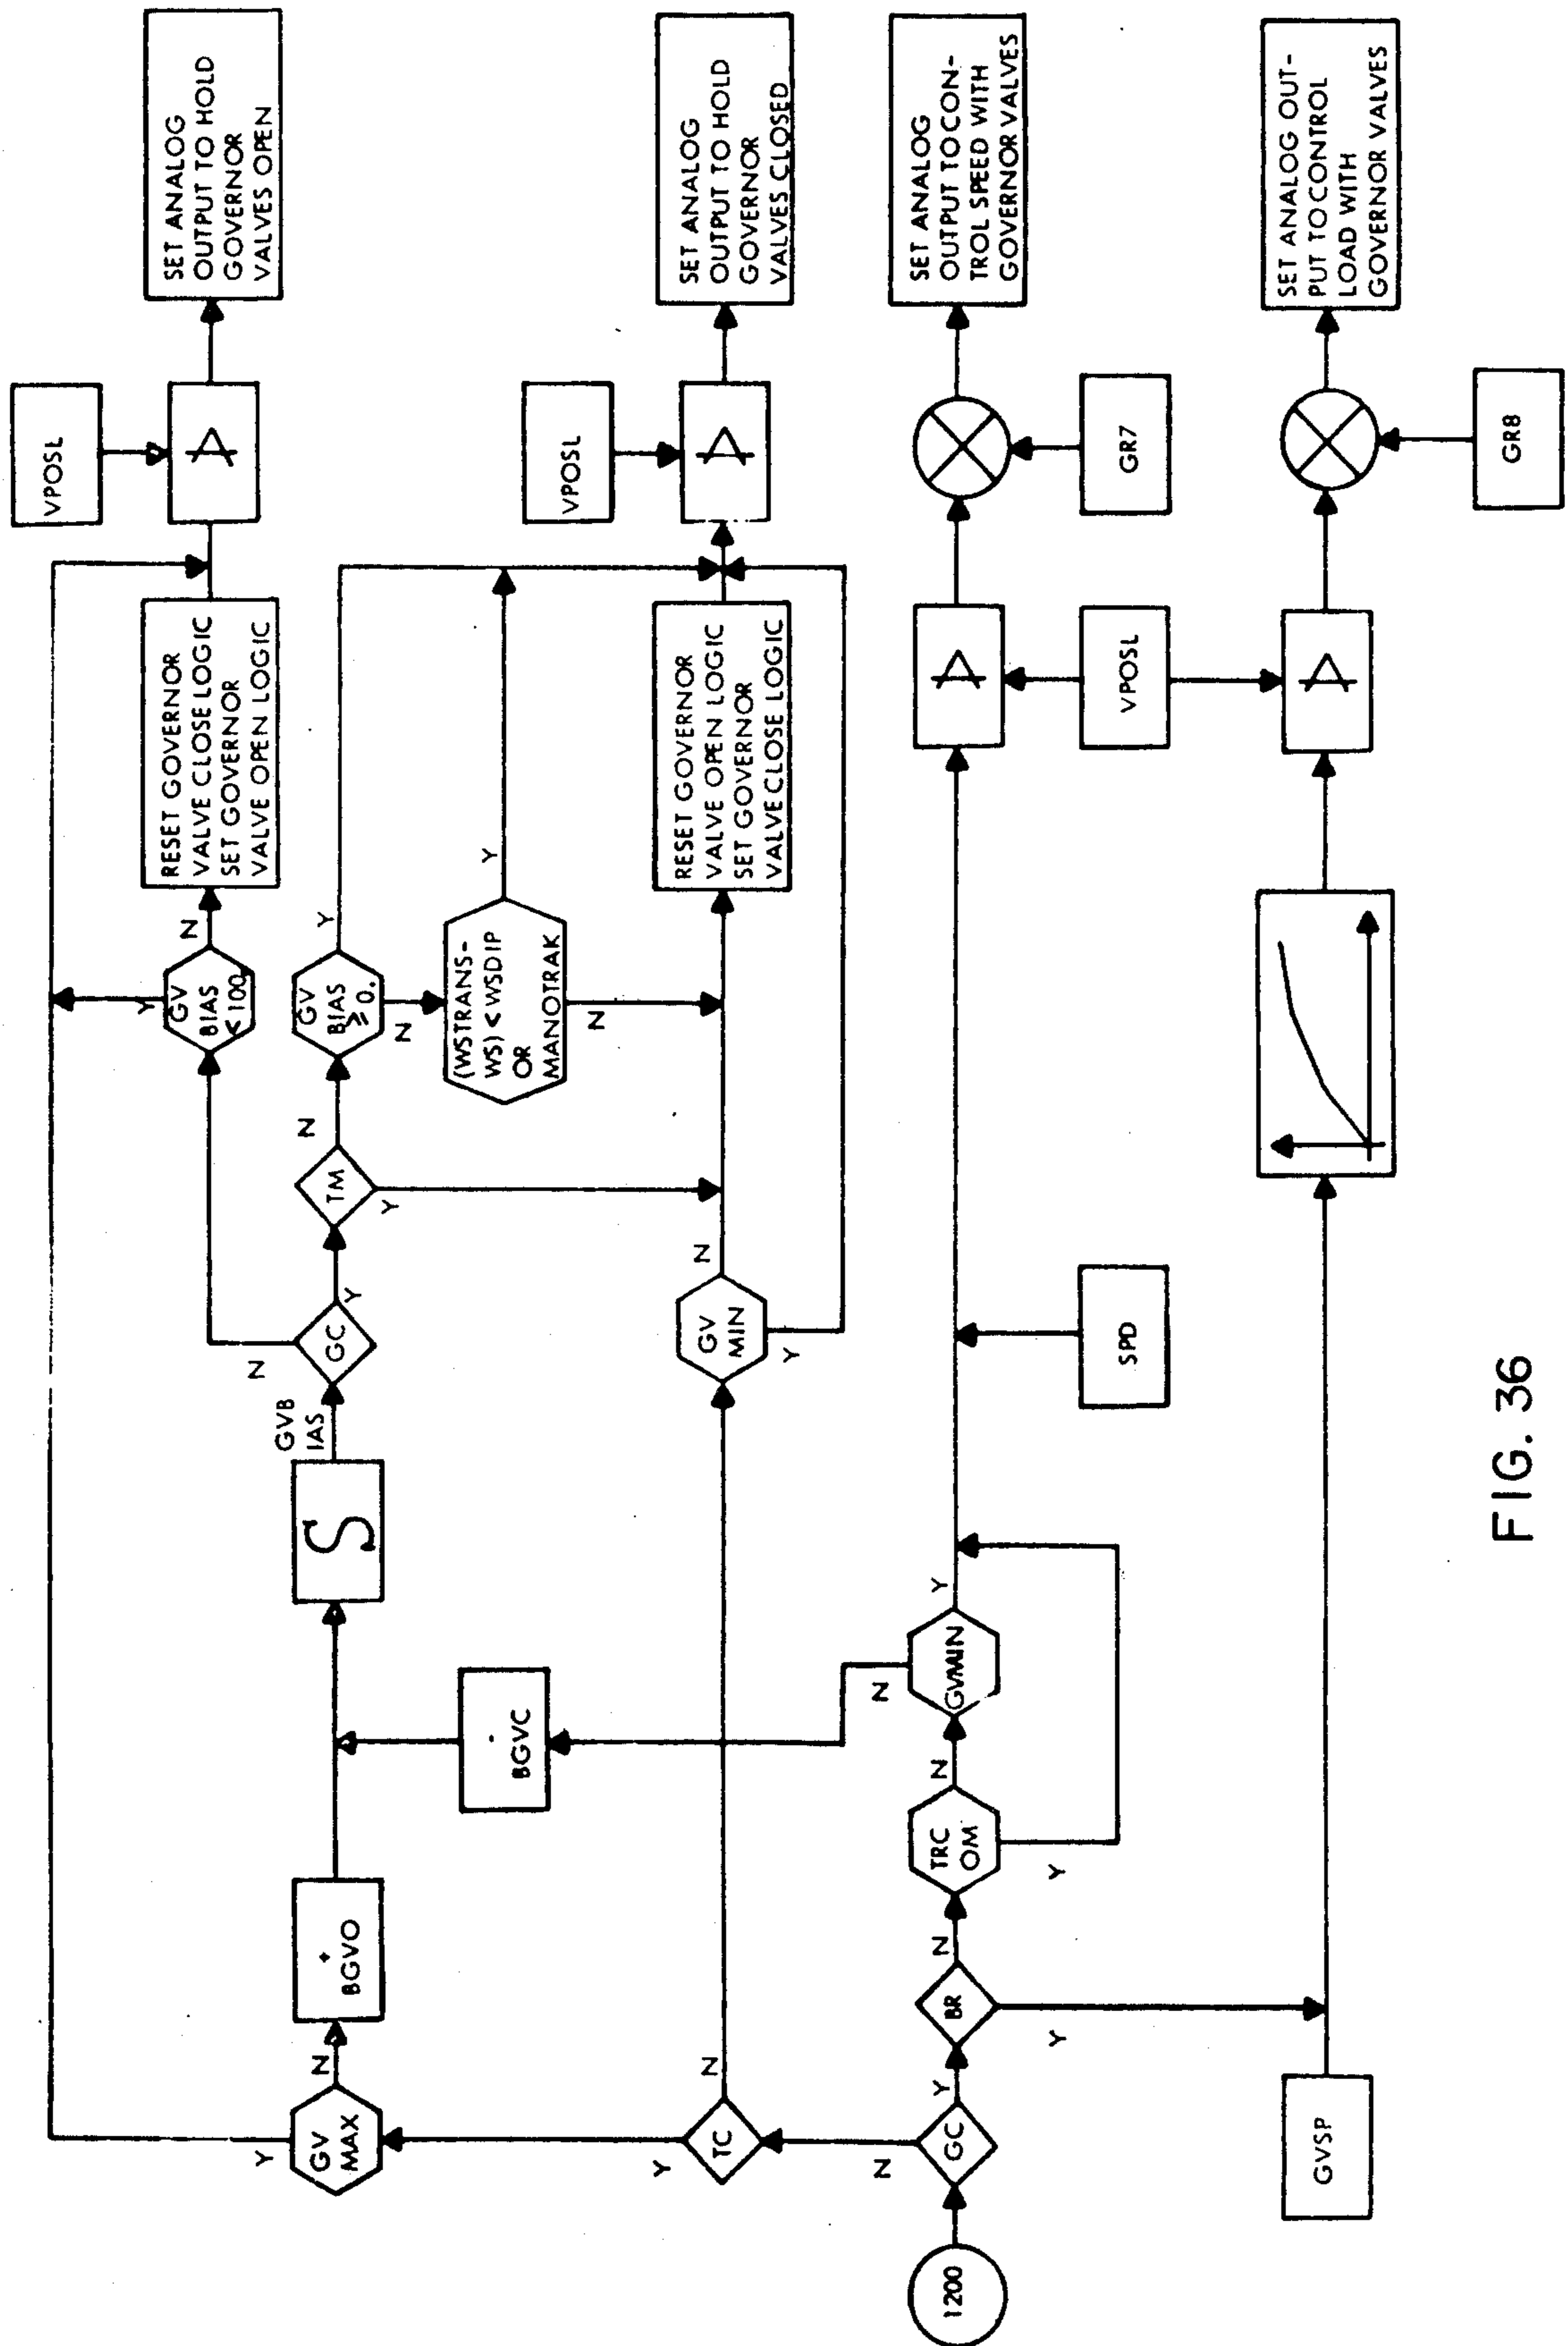 VPOSL
A
SET ANALOG
OUTPUT TO HOLD
GOVERNOR
VALVES OPEN
RESET GOVERNOR
VALVE CLOSE LOGIC
SET GOVERNOR
VALVE OPEN LOGIC
Y
GV
BIAS
<100
N
GV
BIAS
≥ 0.
Y
N
(WSTRANS-
WS) < WSDIP
OR
MANOTRAK
Y
N
TM
N
Y
GC
N
Y
GVB
IAS
S
+
BGVO
-
BGVC
GV
MAX
Y
N
VPOSL
A
SET ANALOG
OUTPUT TO HOLD
GOVERNOR
VALVES CLOSED
RESET GOVERNOR
VALVE OPEN LOGIC
SET GOVERNOR
VALVE CLOSE LOGIC
GV
MIN
N
Y
TC
Y
N
1200
GC
N
Y
BR
N
Y
TRC
OM
N
Y
GVMIN
N
Y
SPD
A
VPOSL
GR7
SET ANALOG
OUTPUT TO CON-
TROL SPEED WITH
GOVERNOR VALVES
GVSP
A
GR8
SET ANALOG OUT-
PUT TO CONTROL
LOAD WITH
GOVERNOR VALVES
FIG. 36